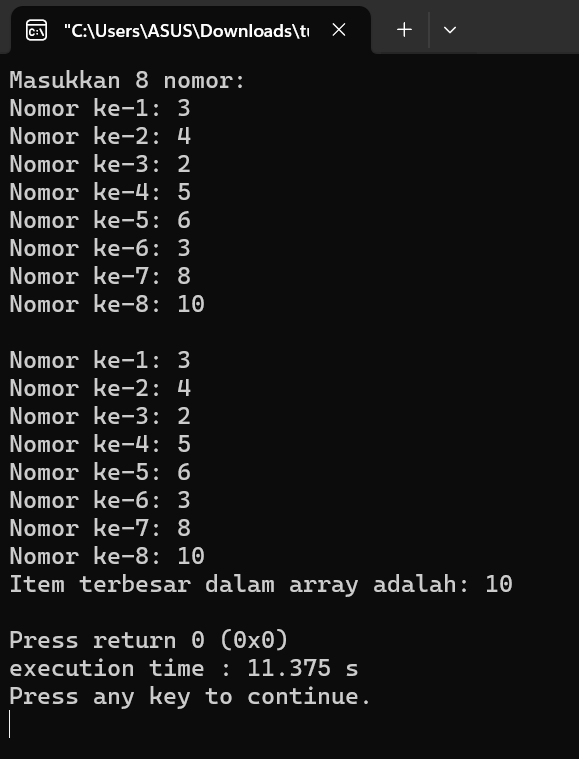 "C:\Users\ASUS\Downloads\tu
Masukkan 8 nomor:
Nomor ke-1: 3
Nomor ke-2: 4
Nomor ke-3: 2
Nomor ke-4: 5
Nomor ke-5: 6
Nomor ke-6: 3
Nomor ke-7: 8
Nomor ke-8: 10
Nomor ke-1: 3
Nomor ke-2: 4
Nomor ke-3: 2
Nomor ke-4: 5
Nomor ke-5: 6
Nomor ke-6: 3
Nomor ke-7: 8
Nomor ke-8: 10
Item terbesar dalam array adalah: 10
Press return 0 (0x0)
execution time : 11.375 s
Press any key to continue.